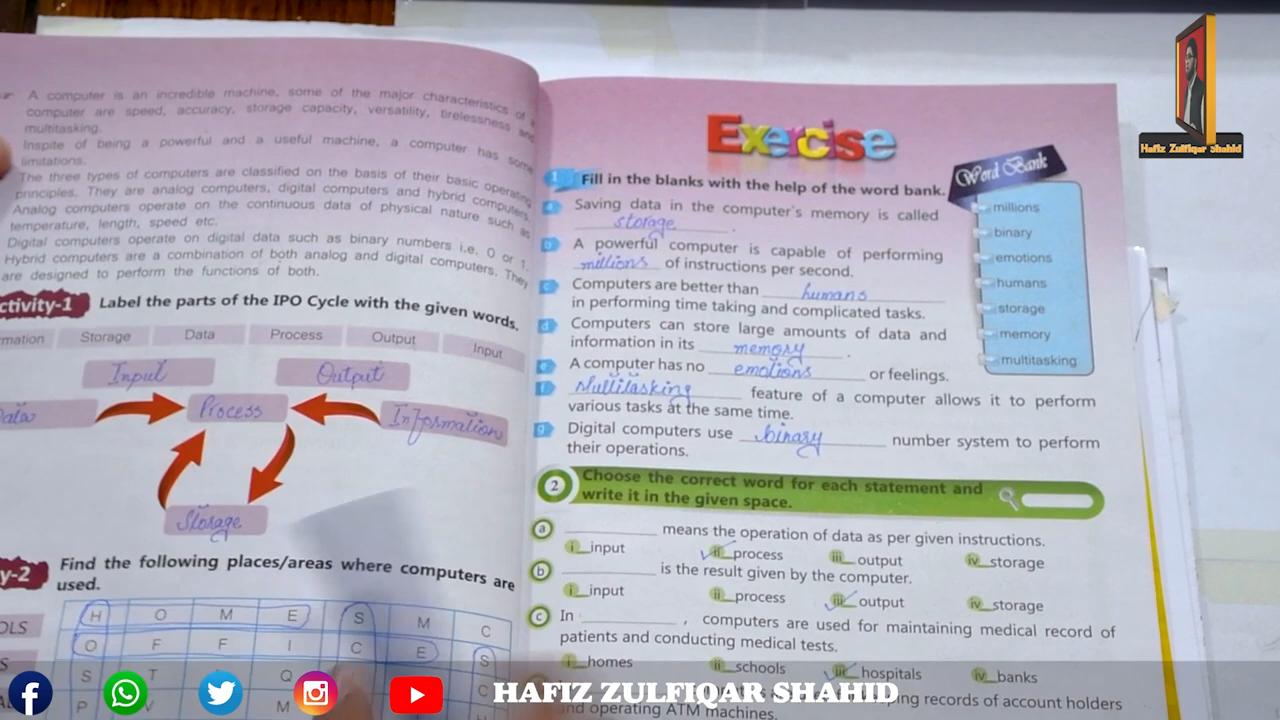 A computer is an incredible machine, some of the major characteristics of a
computer are speed, accuracy, storage capacity, versatility, tirelessness and
multitasking.
Inspite of being a powerful and a useful machine, a computer has some
limitations.
The three types of computers are classified on the basis of their basic operating
principles. They are analog computers, digital computers and hybrid computers.
Analog computers operate on the continuous data of physical nature such as
temperature, length, speed etc.
Digital computers operate on digital data such as binary numbers i.e. 0 or 1.
Hybrid computers are a combination of both analog and digital computers. They
are designed to perform the functions of both.
ctivity-1 Label the parts of the IPO Cycle with the given words.
mation Storage Data Process Output Input
Input Output
Data Process Information
Storage
y-2 Find the following places/areas where computers are
used.
OLS
H O M E S M C
O F F I C E S
S T Q C
P V M
Exercise
1 Fill in the blanks with the help of the word bank.
a Saving data in the computer's memory is called
storage .
b A powerful computer is capable of performing
millions of instructions per second.
c Computers are better than humans
in performing time taking and complicated tasks.
d Computers can store large amounts of data and
information in its memory .
e A computer has no emotions or feelings.
f Multitasking feature of a computer allows it to perform
various tasks at the same time.
g Digital computers use binary number system to perform
their operations.
Word Bank
millions
binary
emotions
humans
storage
memory
multitasking
2 Choose the correct word for each statement and
write it in the given space.
a ________ means the operation of data as per given instructions.
i input ii process iii output iv storage
b ________ is the result given by the computer.
i input ii process iii output iv storage
c In ________ , computers are used for maintaining medical record of
patients and conducting medical tests.
i homes ii schools iii hospitals iv banks
ping records of account holders
and operating ATM machines.
Hafiz Zulfiqar Shahid
HAFIZ ZULFIQAR SHAHID